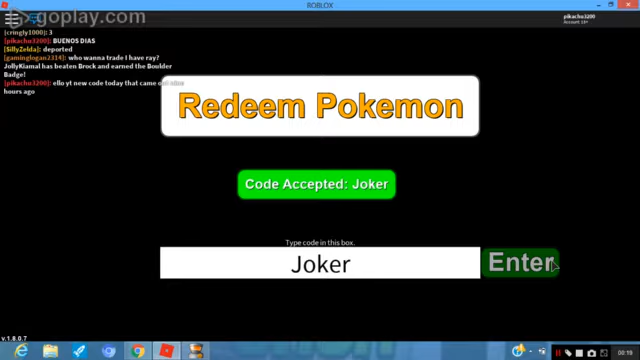 goplay.com
ROBLOX
pikachu3200
Account: 13+
[cringly1000]: 3
[pikachu3200]: BUENOS DIAS
[SillyZelda]: deported
[gaminglogan2314]: who wanna trade I have ray?
JollyKiamal has beaten Brock and earned the Boulder
Badge!
[pikachu3200]: ello yt new code today that came out nine
hours ago
Redeem Pokemon
Code Accepted: Joker
Type code in this box.
Joker
Enter
v.1.8.0.7